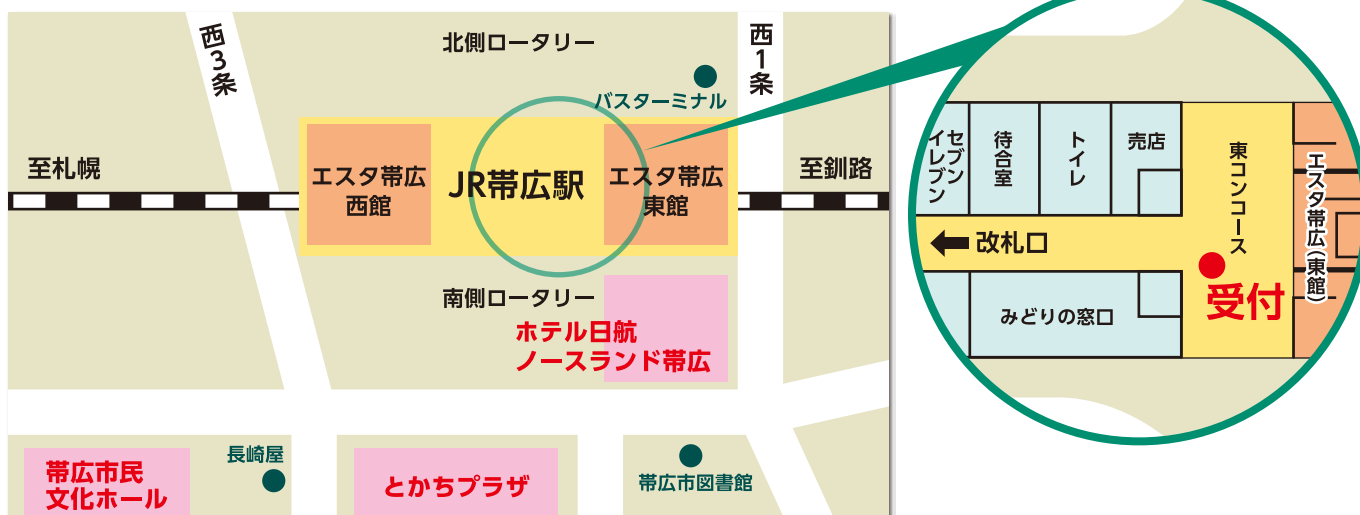 西3条
北側ロータリー
西1条
バスターミナル
至札幌
エスタ帯広
西館
JR帯広駅
エスタ帯広
東館
至釧路
南側ロータリー
ホテル日航
ノースランド帯広
長崎屋
帯広市民
文化ホール
とかちプラザ
帯広市図書館
セブン
イレブン
待合室
トイレ
売店
東コンコース
エスタ帯広(東館)
改札口
受付
みどりの窓口